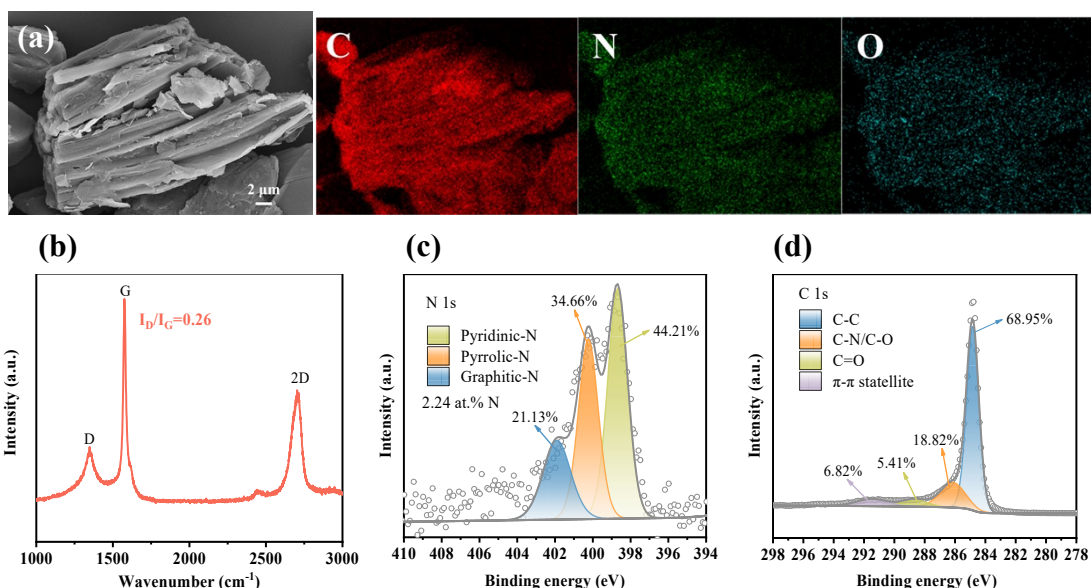 (a)
2 μm
C
N
O
(b)
G
I_D/I_G=0.26
2D
D
Intensity (a.u.)
1000 1500 2000 2500 3000
Wavenumber (cm⁻¹)
(c)
N 1s
Pyridinic-N
Pyrrolic-N
Graphitic-N
2.24 at.% N
34.66%
44.21%
21.13%
Intensity (a.u.)
410 408 406 404 402 400 398 396 394
Binding energy (eV)
(d)
C 1s
C-C
C-N/C-O
C=O
π-π statellite
68.95%
18.82%
5.41%
6.82%
Intensity (a.u.)
298 296 294 292 290 288 286 284 282 280 278
Binding energy (eV)